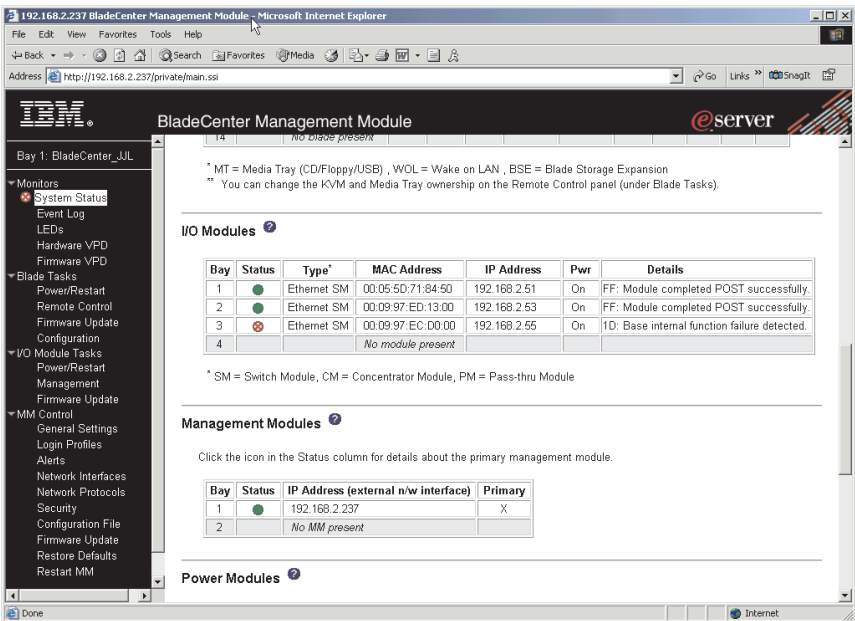 192.168.2.237 BladeCenter Management Module - Microsoft Internet Explorer
File Edit View Favorites Tools Help
Back Search Favorites Media
Address http://192.168.2.237/private/main.ssi Go Links » SnagIt
IBM. BladeCenter Management Module @server
Bay 1: BladeCenter_JJL
Monitors
System Status
Event Log
LEDs
Hardware VPD
Firmware VPD
Blade Tasks
Power/Restart
Remote Control
Firmware Update
Configuration
I/O Module Tasks
Power/Restart
Management
Firmware Update
MM Control
General Settings
Login Profiles
Alerts
Network Interfaces
Network Protocols
Security
Configuration File
Firmware Update
Restore Defaults
Restart MM
14 No blade present
* MT = Media Tray (CD/Floppy/USB) , WOL = Wake on LAN , BSE = Blade Storage Expansion
** You can change the KVM and Media Tray ownership on the Remote Control panel (under Blade Tasks).
I/O Modules ?
Bay Status Type* MAC Address IP Address Pwr Details
1 Ethernet SM 00:05:5D:71:84:50 192.168.2.51 On FF: Module completed POST successfully.
2 Ethernet SM 00:09:97:ED:13:00 192.168.2.53 On FF: Module completed POST successfully.
3 Ethernet SM 00:09:97:EC:D0:00 192.168.2.55 On 1D: Base internal function failure detected.
4 No module present
* SM = Switch Module, CM = Concentrator Module, PM = Pass-thru Module
Management Modules ?
Click the icon in the Status column for details about the primary management module.
Bay Status IP Address (external n/w interface) Primary
1 192.168.2.237 X
2 No MM present
Power Modules ?
Done Internet